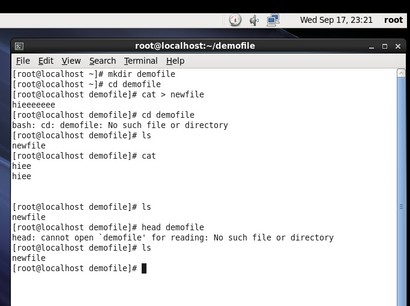 Wed Sep 17, 23:21 root
root@localhost:~/demofile
File Edit View Search Terminal Help
[root@localhost ~]# mkdir demofile
[root@localhost ~]# cd demofile
[root@localhost demofile]# cat > newfile
hieeeeeee
[root@localhost demofile]# cd demofile
bash: cd: demofile: No such file or directory
[root@localhost demofile]# ls
newfile
[root@localhost demofile]# cat
hiee
hiee
[root@localhost demofile]# ls
newfile
[root@localhost demofile]# head demofile
head: cannot open `demofile' for reading: No such file or directory
[root@localhost demofile]# ls
newfile
[root@localhost demofile]#